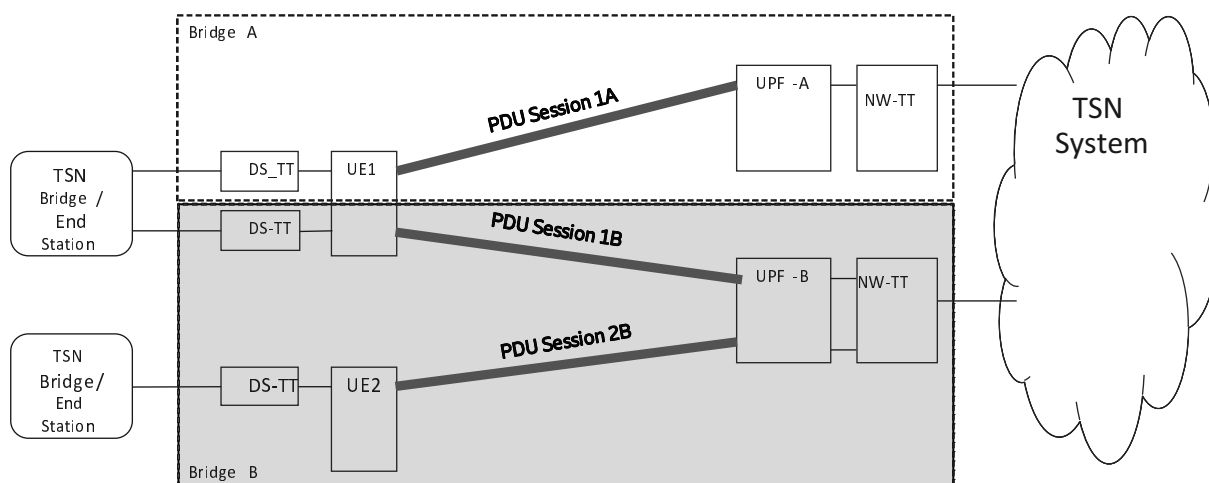 Bridge A
PDU Session 1A
UPF -A
NW-TT
TSN
System
TSN
Bridge /
End
Station
DS_TT
UE1
DS-TT
PDU Session 1B
UPF -B
NW-TT
PDU Session 2B
TSN
Bridge/
End
Station
DS-TT
UE2
Bridge B